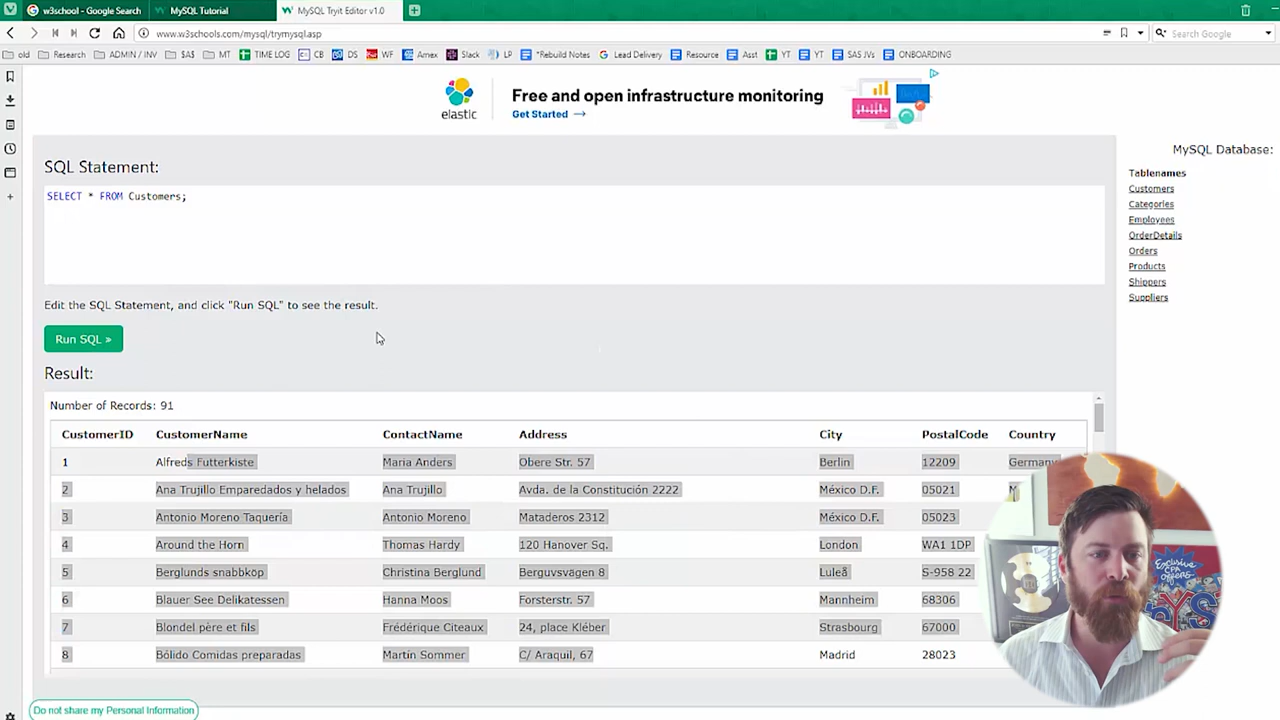 w3school - Google Search
MySQL Tutorial
MySQL Tryit Editor v1.0
www.w3schools.com/mysql/trymysql.asp
Search Google
old
Research
ADMIN / INV
SAS
MT
TIME LOG
CB
DS
WF
Amex
Slack
LP
*Rebuild Notes
Lead Delivery
Resource
Asst
YT
YT
SAS JVs
ONBOARDING
elastic
Free and open infrastructure monitoring
Get Started →
SQL Statement:
SELECT * FROM Customers;
Edit the SQL Statement, and click "Run SQL" to see the result.
Run SQL »
Result:
Number of Records: 91
CustomerID CustomerName ContactName Address City PostalCode Country
1 Alfreds Futterkiste Maria Anders Obere Str. 57 Berlin 12209 Germany
2 Ana Trujillo Emparedados y helados Ana Trujillo Avda. de la Constitución 2222 México D.F. 05021
3 Antonio Moreno Taquería Antonio Moreno Mataderos 2312 México D.F. 05023
4 Around the Horn Thomas Hardy 120 Hanover Sq. London WA1 1DP
5 Berglunds snabbköp Christina Berglund Berguvsvägen 8 Luleå S-958 22
6 Blauer See Delikatessen Hanna Moos Forsterstr. 57 Mannheim 68306
7 Blondel père et fils Frédérique Citeaux 24, place Kléber Strasbourg 67000
8 Bólido Comidas preparadas Martín Sommer C/ Araquil, 67 Madrid 28023
MySQL Database:
Tablenames
Customers
Categories
Employees
OrderDetails
Orders
Products
Shippers
Suppliers
Exclusive
CPA
offers
Do not share my Personal Information